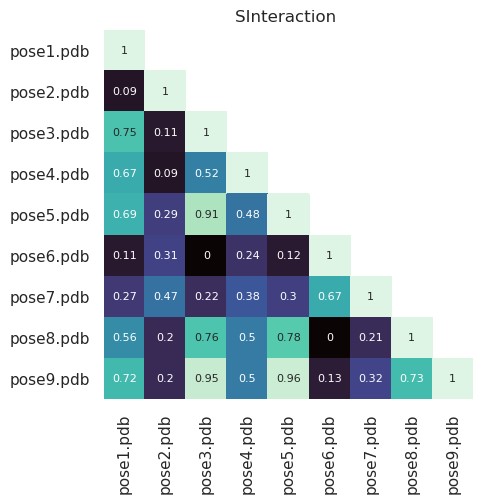 SInteraction
pose1.pdb 1
pose2.pdb 0.09 1
pose3.pdb 0.75 0.11 1
pose4.pdb 0.67 0.09 0.52 1
pose5.pdb 0.69 0.29 0.91 0.48 1
pose6.pdb 0.11 0.31 0 0.24 0.12 1
pose7.pdb 0.27 0.47 0.22 0.38 0.3 0.67 1
pose8.pdb 0.56 0.2 0.76 0.5 0.78 0 0.21 1
pose9.pdb 0.72 0.2 0.95 0.5 0.96 0.13 0.32 0.73 1
pose1.pdb pose2.pdb pose3.pdb pose4.pdb pose5.pdb pose6.pdb pose7.pdb pose8.pdb pose9.pdb